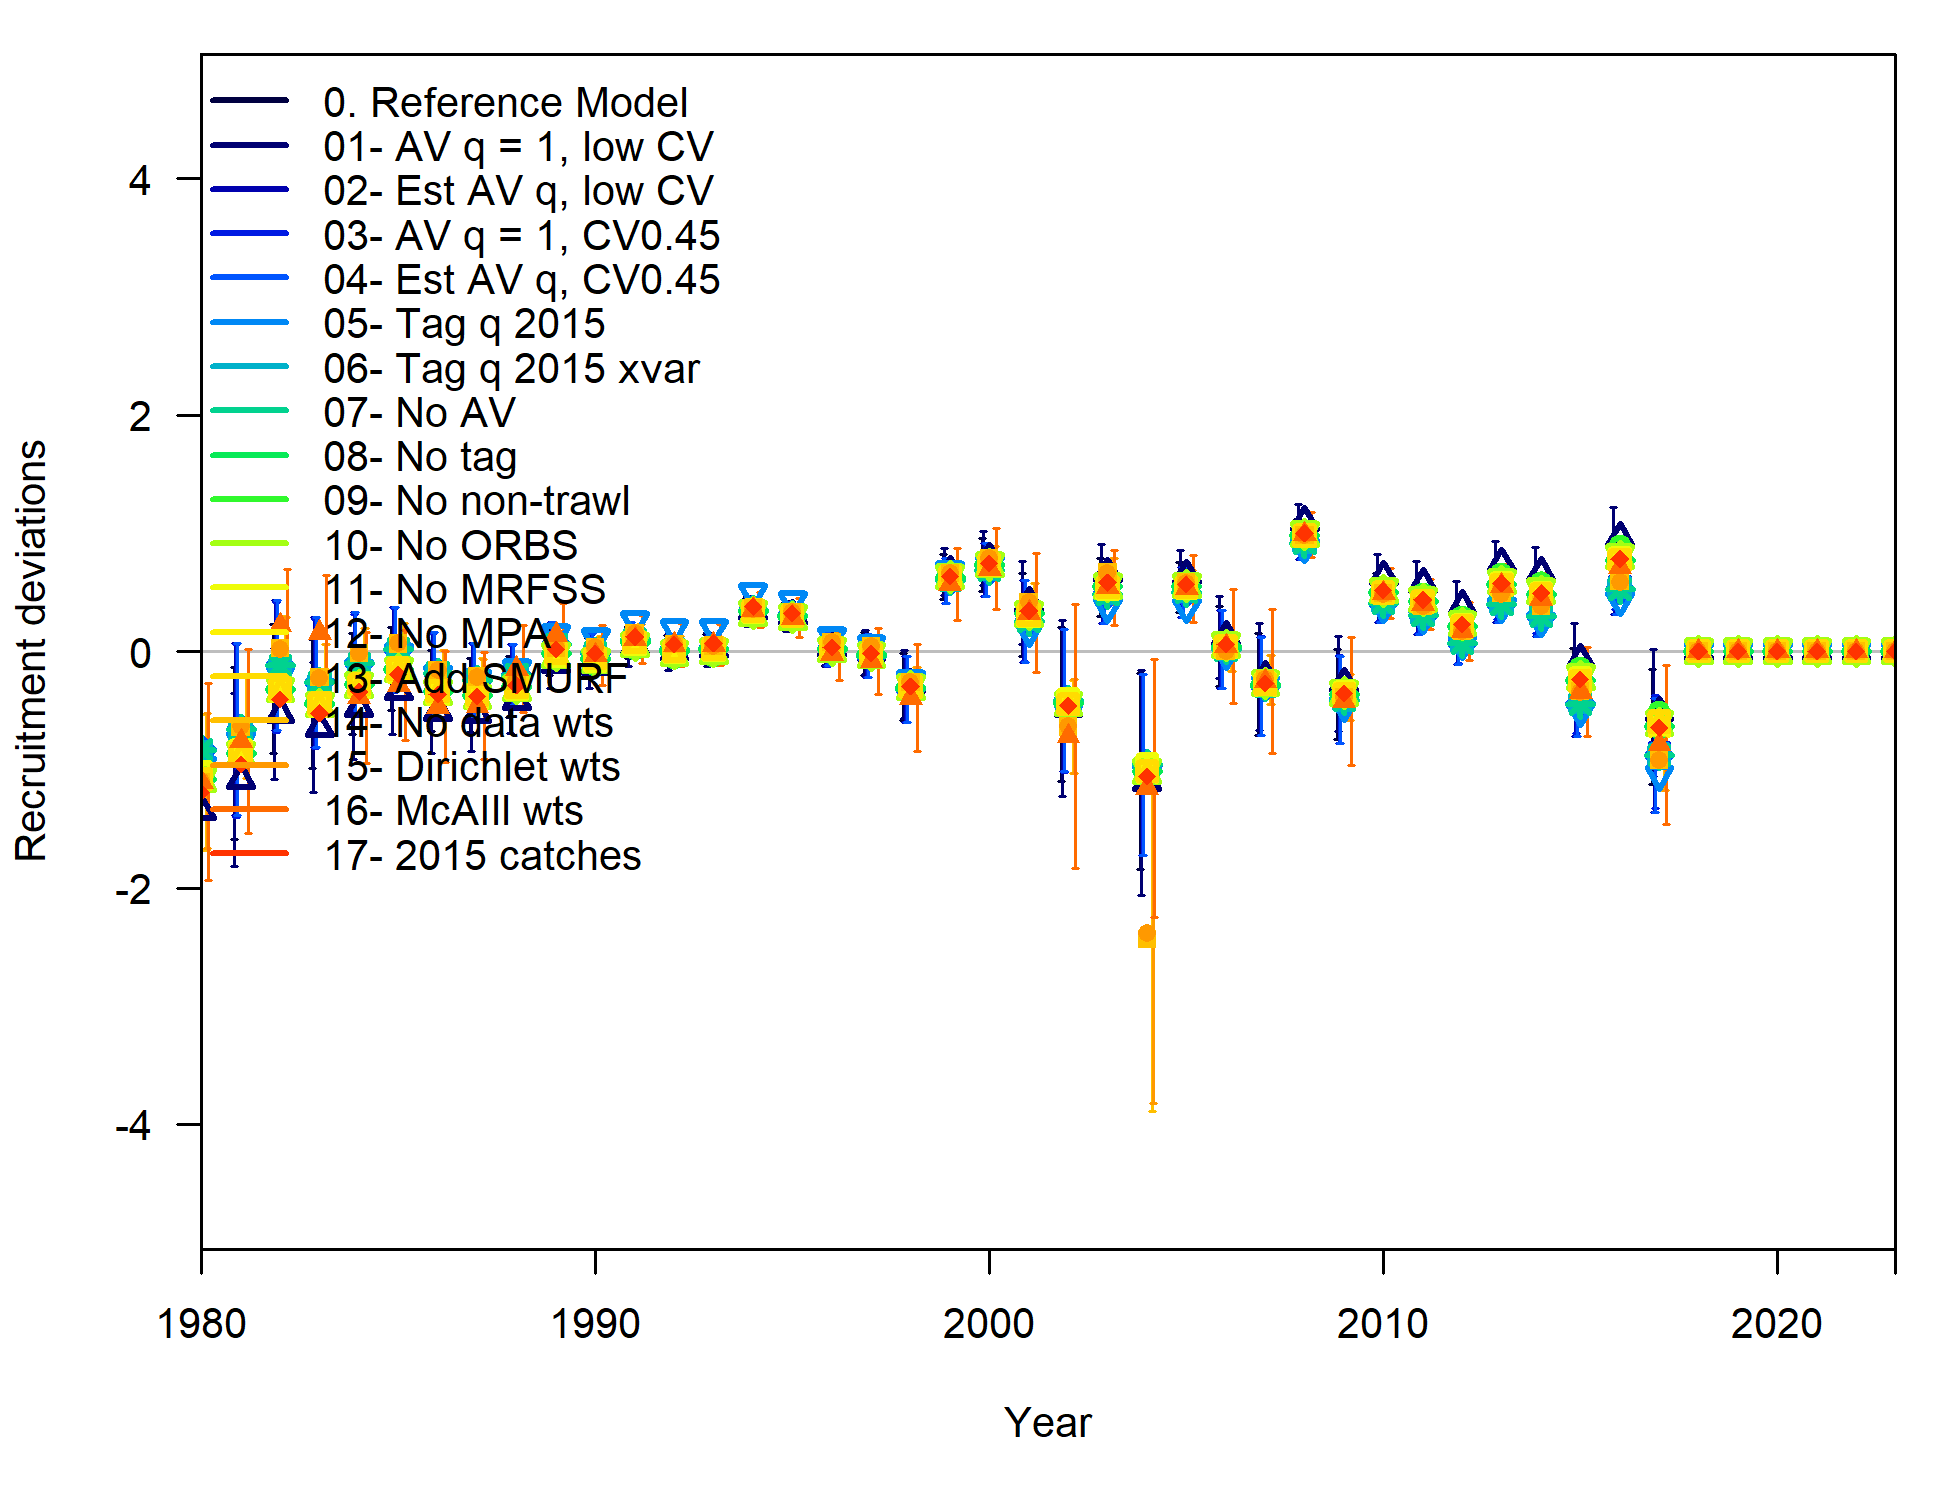 0. Reference Model
01- AV q = 1, low CV
02- Est AV q, low CV
03- AV q = 1, CV0.45
04- Est AV q, CV0.45
05- Tag q 2015
06- Tag q 2015 xvar
07- No AV
08- No tag
09- No non-trawl
10- No ORBS
11- No MRFSS
12- No MPA
13- Add SMURF
14- No data wts
15- Dirichlet wts
16- McAlll wts
17- 2015 catches
Recruitment deviations
4
2
0
-2
-4
1980 1990 2000 2010 2020
Year